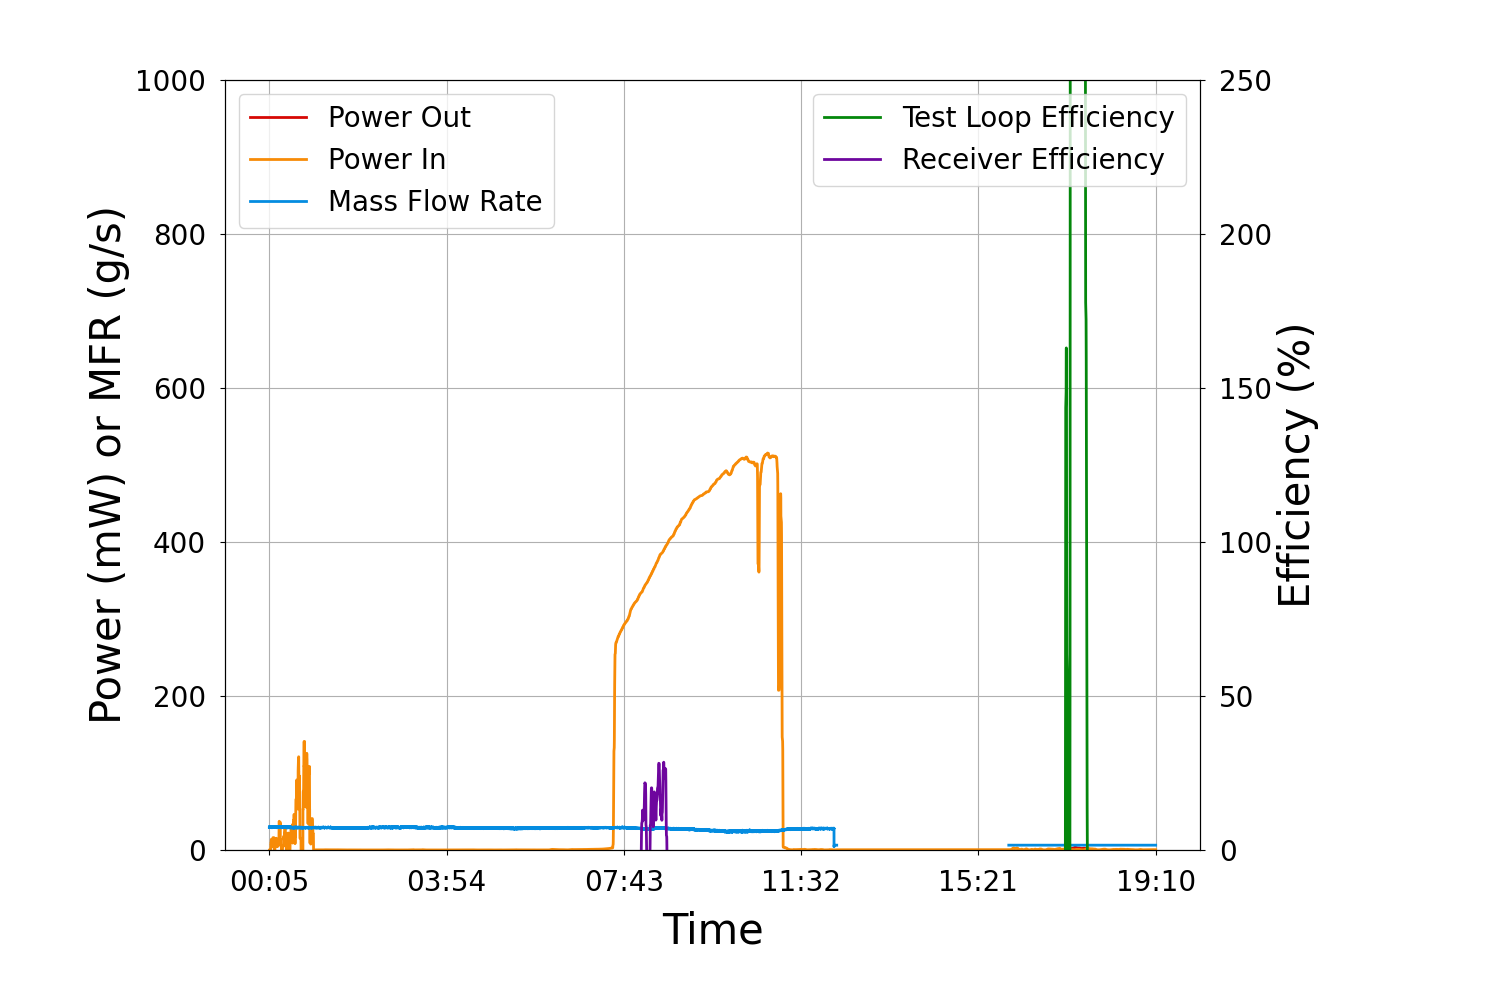 1000
800
600
400
200
0
Power (mW) or MFR (g/s)
Power Out
Power In
Mass Flow Rate
Test Loop Efficiency
Receiver Efficiency
250
200
150
100
50
0
Efficiency (%)
00:05 03:54 07:43 11:32 15:21 19:10
Time